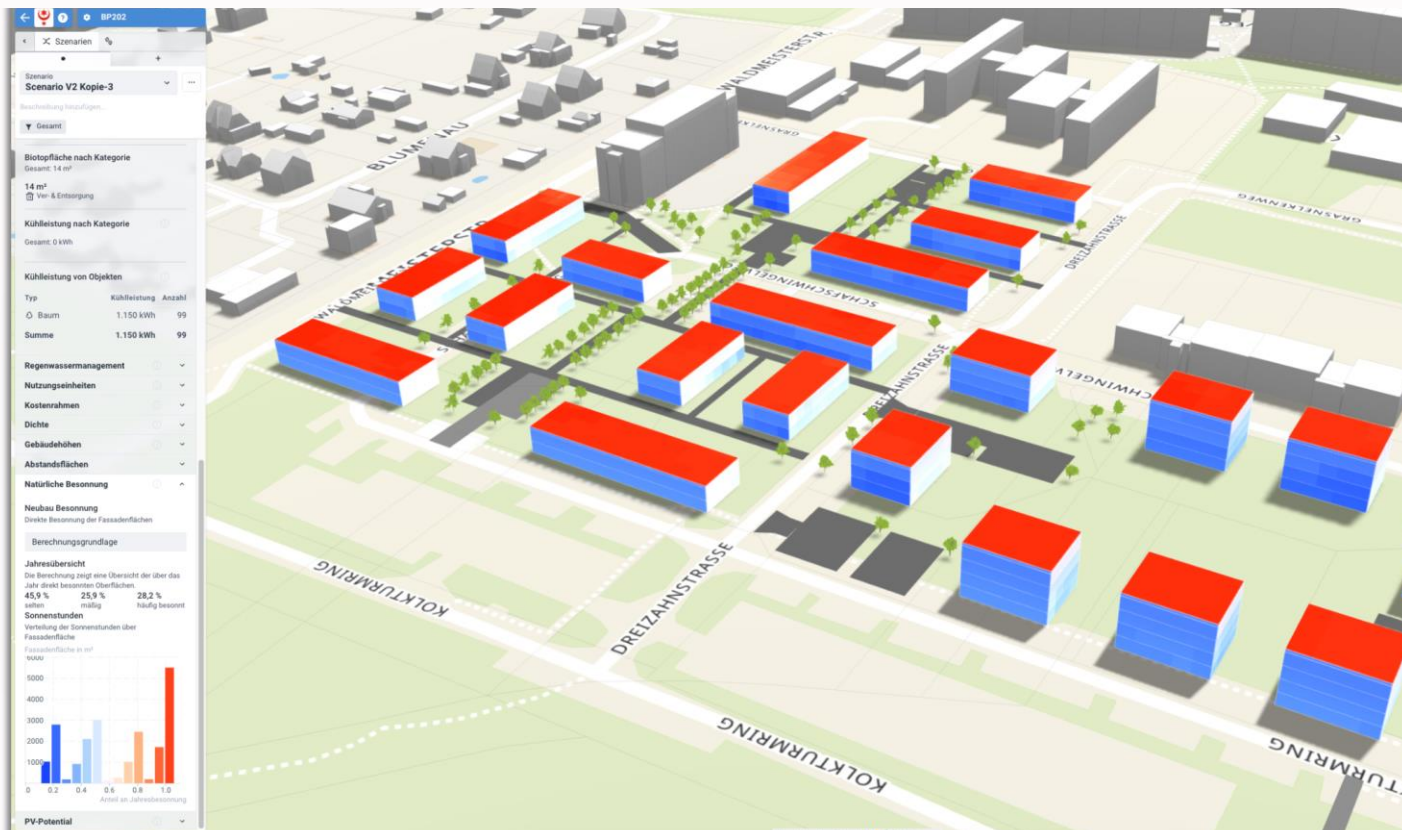 BP202
Szenarien
Szenario
Scenario V2 Kopie-3
Beschreibung hinzufügen...
Gesamt
Biotopfläche nach Kategorie
Gesamt: 14 m²
14 m²
Ver- & Entsorgung
Kühlleistung nach Kategorie
Gesamt: 0 kWh
Kühlleistung von Objekten
Typ Kühlleistung Anzahl
Baum 1.150 kWh 99
Summe 1.150 kWh 99
Regenwassermanagement
Nutzungseinheiten
Kostenrahmen
Dichte
Gebäudehöhen
Abstandsflächen
Natürliche Besonnung
Neubau Besonnung
Direkte Besonnung der Fassadenflächen
Berechnungsgrundlage
Jahresübersicht
Die Berechnung zeigt eine Übersicht der über das
Jahr direkt besonnten Oberflächen.
45,9 % 25,9 % 28,2 %
selten mäßig häufig besonnt
Sonnenstunden
Verteilung der Sonnenstunden über
Fassadenfläche
Fassadenfläche in m²
6000
5000
4000
3000
2000
1000
0 0.2 0.4 0.6 0.8 1.0
Anteil an Jahresbesonnung
PV-Potential
WALDMEISTERSTR.
BLUMENAU
GRASNELKENWEG
DREIZAHNSTRASSE
SCHAFSCHWINGELW
DREIZAHNSTRASSE
CHWINGELW
KOLKTURMRING
DREIZAHNSTRASSE
KOLKTURMRING